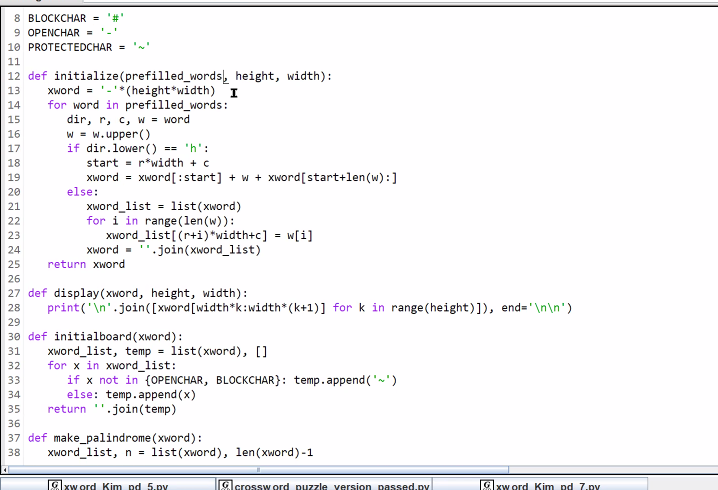 8 BLOCKCHAR = '#'
9 OPENCHAR = '-'
10 PROTECTEDCHAR = '~'
11
12 def initialize(prefilled_words, height, width):
13    xword = '-'*(height*width)
14    for word in prefilled_words:
15       dir, r, c, w = word
16       w = w.upper()
17       if dir.lower() == 'h':
18          start = r*width + c
19          xword = xword[:start] + w + xword[start+len(w):]
20       else:
21          xword_list = list(xword)
22          for i in range(len(w)):
23             xword_list[(r+i)*width+c] = w[i]
24          xword = ''.join(xword_list)
25    return xword
26
27 def display(xword, height, width):
28    print('\n'.join([xword[width*k:width*(k+1)] for k in range(height)]), end='\n\n')
29
30 def initialboard(xword):
31    xword_list, temp = list(xword), []
32    for x in xword_list:
33       if x not in {OPENCHAR, BLOCKCHAR}: temp.append('~')
34       else: temp.append(x)
35    return ''.join(temp)
36
37 def make_palindrome(xword):
38    xword_list, n = list(xword), len(xword)-1
xword_Kim_pd_5.py crossword_puzzle_version_passed.py xword_Kim_pd_7.py